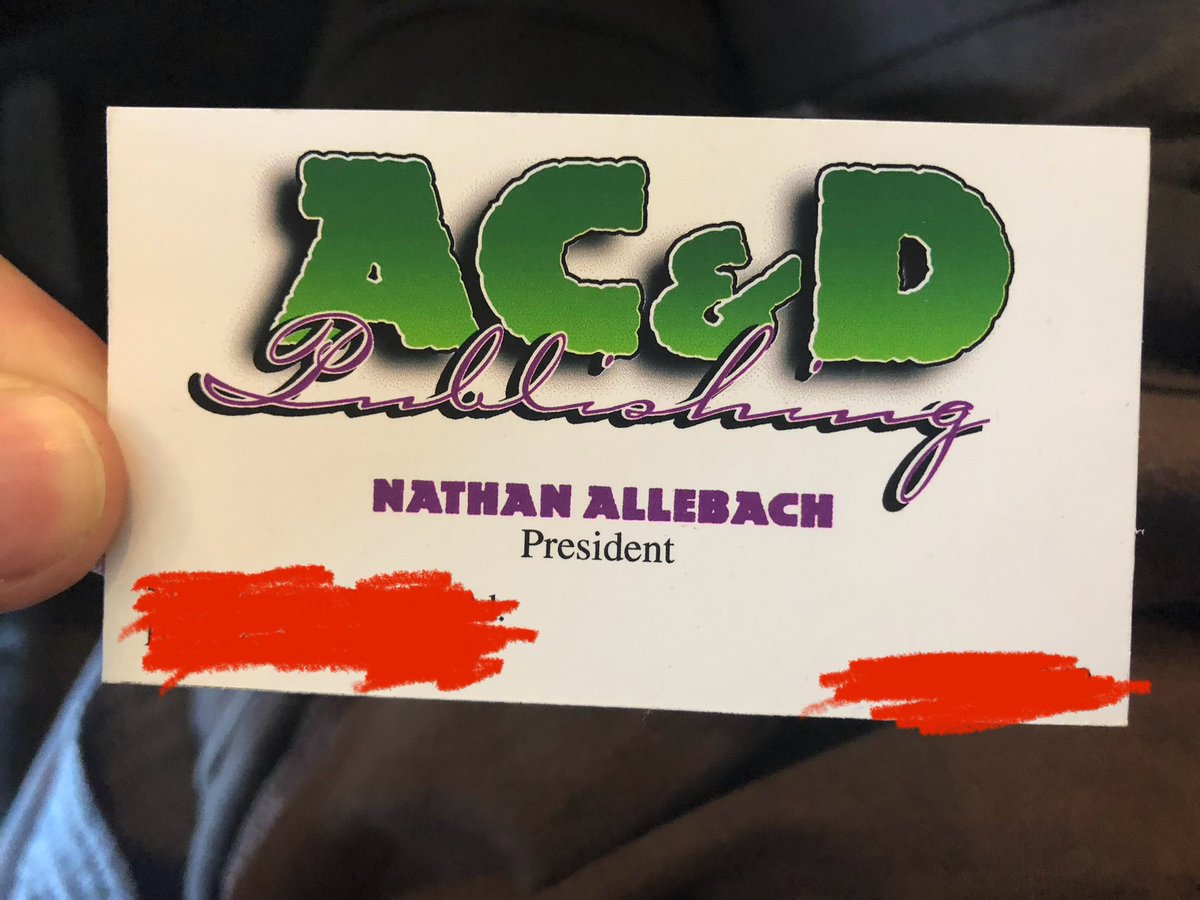 AC&D
Publishing
NATHAN ALLEBACH
President